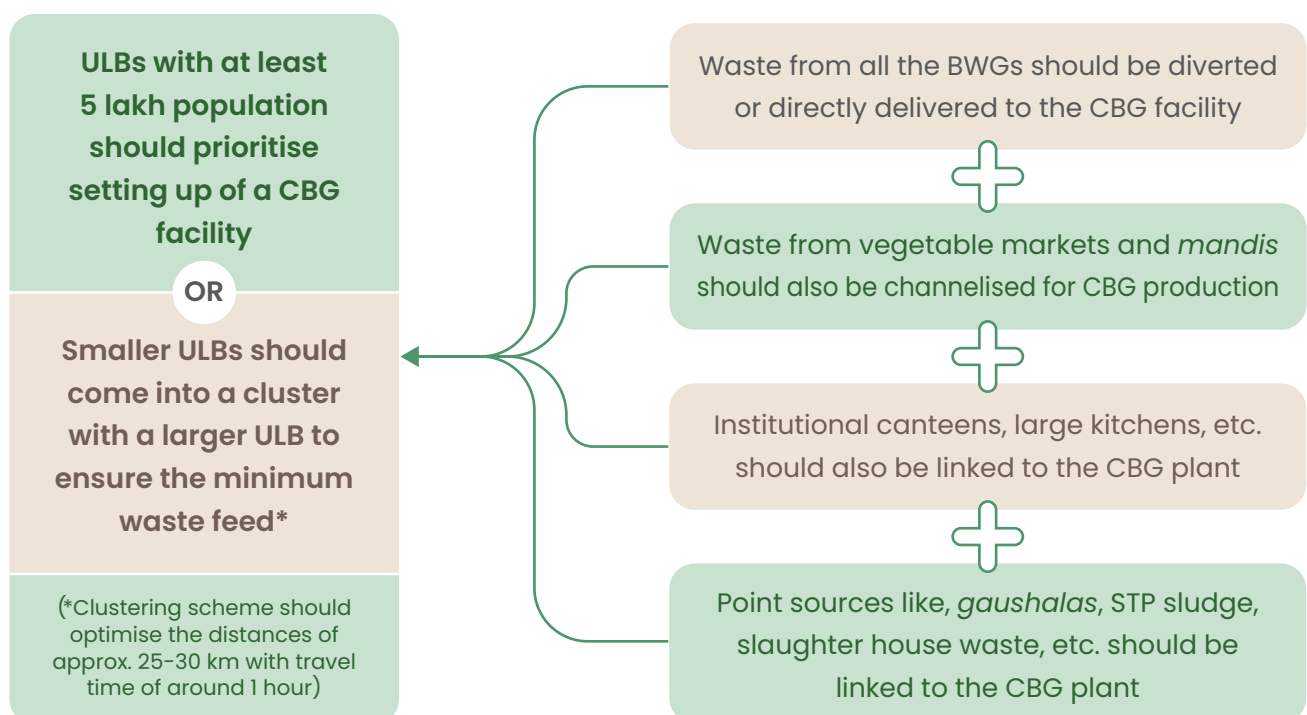 ULBs with at least
5 lakh population
should prioritise
setting up of a CBG
facility
OR
Smaller ULBs should
come into a cluster
with a larger ULB to
ensure the minimum
waste feed*
(*Clustering scheme should
optimise the distances of
approx. 25-30 km with travel
time of around 1 hour)
Waste from all the BWGs should be diverted
or directly delivered to the CBG facility
Waste from vegetable markets and mandis
should also be channelised for CBG production
Institutional canteens, large kitchens, etc.
should also be linked to the CBG plant
Point sources like, gaushalas, STP sludge,
slaughter house waste, etc. should be
linked to the CBG plant